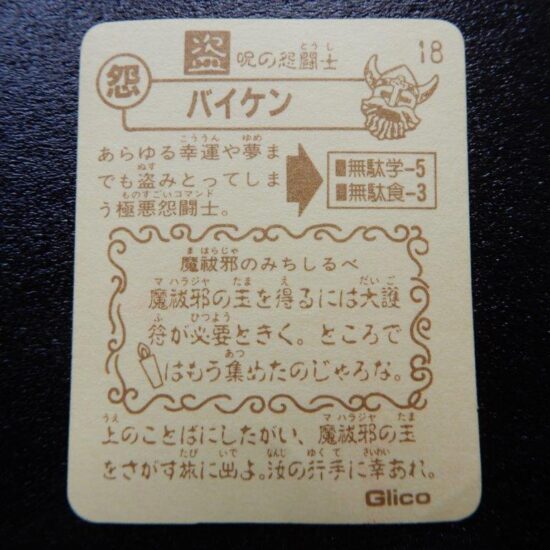 盗 呪の怨闘士 18
怨 バイケン
あらゆる幸運や夢ま
でも盗みとってしま
う極悪怨闘士。
無駄学-5
無駄食-3
魔祓邪のみちしるべ
魔祓邪の玉を得るには大護
符が必要ときく。ところで
はもう集めたのじゃろな。
上のことばにしたがい、魔祓邪の玉
をさがす旅に出よ。汝の行手に幸あれ。
Glico